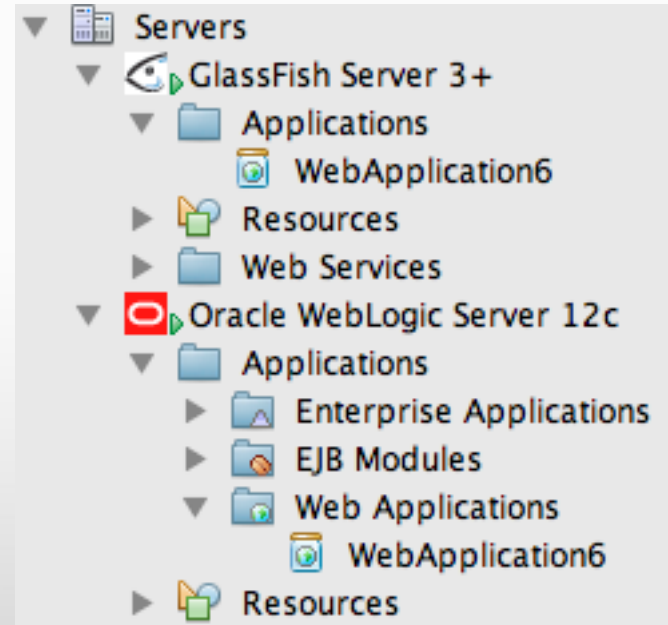 Servers
GlassFish Server 3+
Applications
WebApplication6
Resources
Web Services
Oracle WebLogic Server 12c
Applications
Enterprise Applications
EJB Modules
Web Applications
WebApplication6
Resources